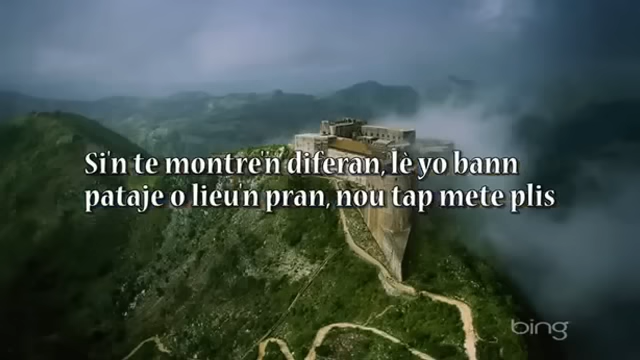 Si'n te montre'n diferan, lè yo bann
pataje o lieu'n pran, nou tap mete plis
bing